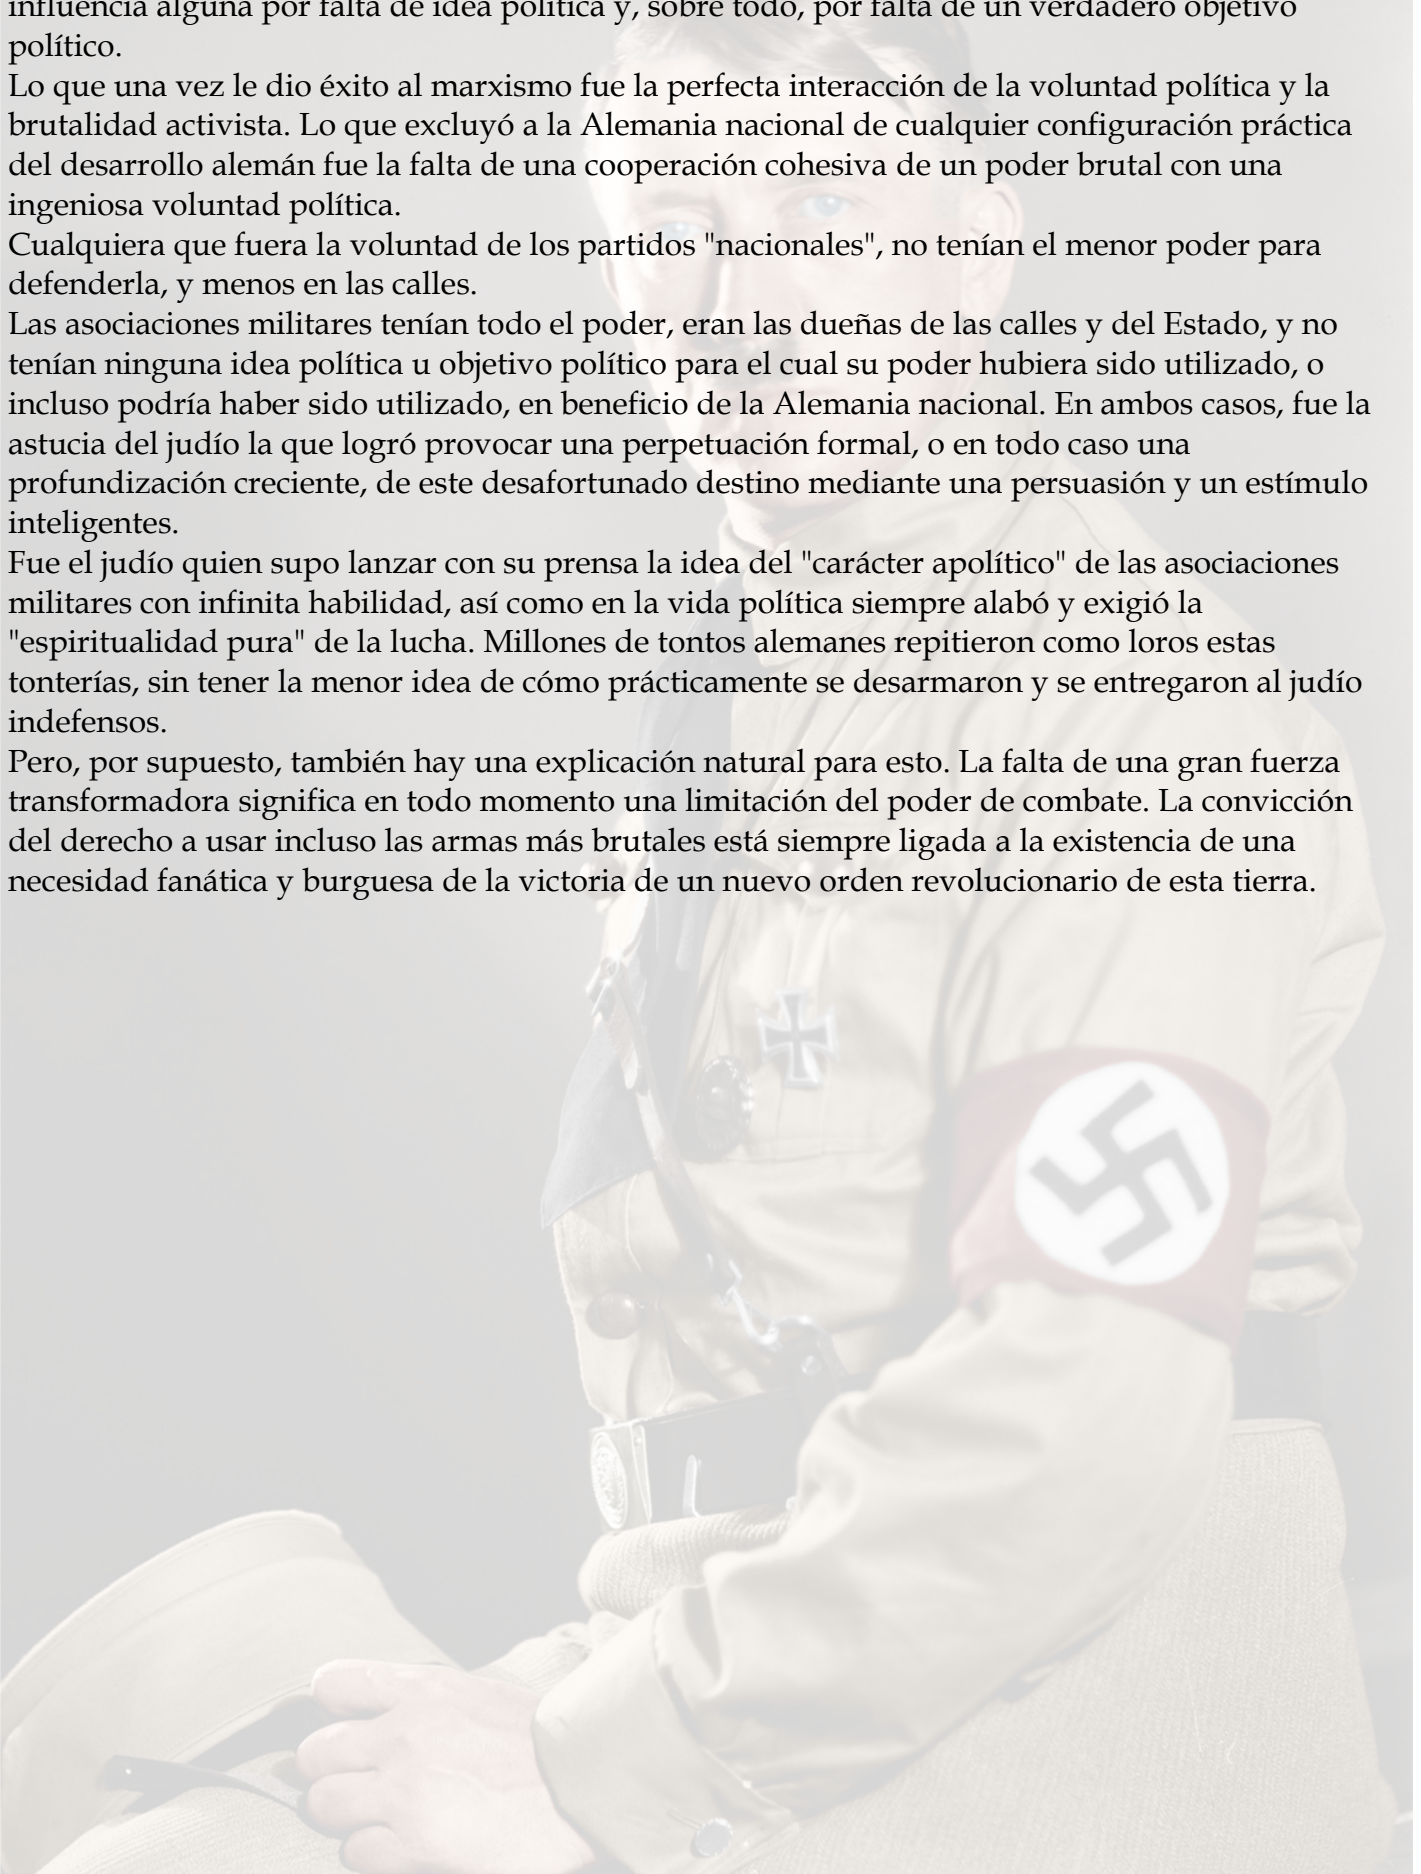 influencia alguna por falta de idea política y, sobre todo, por falta de un verdadero objetivo
político.
Lo que una vez le dio éxito al marxismo fue la perfecta interacción de la voluntad política y la
brutalidad activista. Lo que excluyó a la Alemania nacional de cualquier configuración práctica
del desarrollo alemán fue la falta de una cooperación cohesiva de un poder brutal con una
ingeniosa voluntad política.
Cualquiera que fuera la voluntad de los partidos "nacionales", no tenían el menor poder para
defenderla, y menos en las calles.
Las asociaciones militares tenían todo el poder, eran las dueñas de las calles y del Estado, y no
tenían ninguna idea política u objetivo político para el cual su poder hubiera sido utilizado, o
incluso podría haber sido utilizado, en beneficio de la Alemania nacional. En ambos casos, fue la
astucia del judío la que logró provocar una perpetuación formal, o en todo caso una
profundización creciente, de este desafortunado destino mediante una persuasión y un estímulo
inteligentes.
Fue el judío quien supo lanzar con su prensa la idea del "carácter apolítico" de las asociaciones
militares con infinita habilidad, así como en la vida política siempre alabó y exigió la
"espiritualidad pura" de la lucha. Millones de tontos alemanes repitieron como loros estas
tonterías, sin tener la menor idea de cómo prácticamente se desarmaron y se entregaron al judío
indefensos.
Pero, por supuesto, también hay una explicación natural para esto. La falta de una gran fuerza
transformadora significa en todo momento una limitación del poder de combate. La convicción
del derecho a usar incluso las armas más brutales está siempre ligada a la existencia de una
necesidad fanática y burguesa de la victoria de un nuevo orden revolucionario de esta tierra.